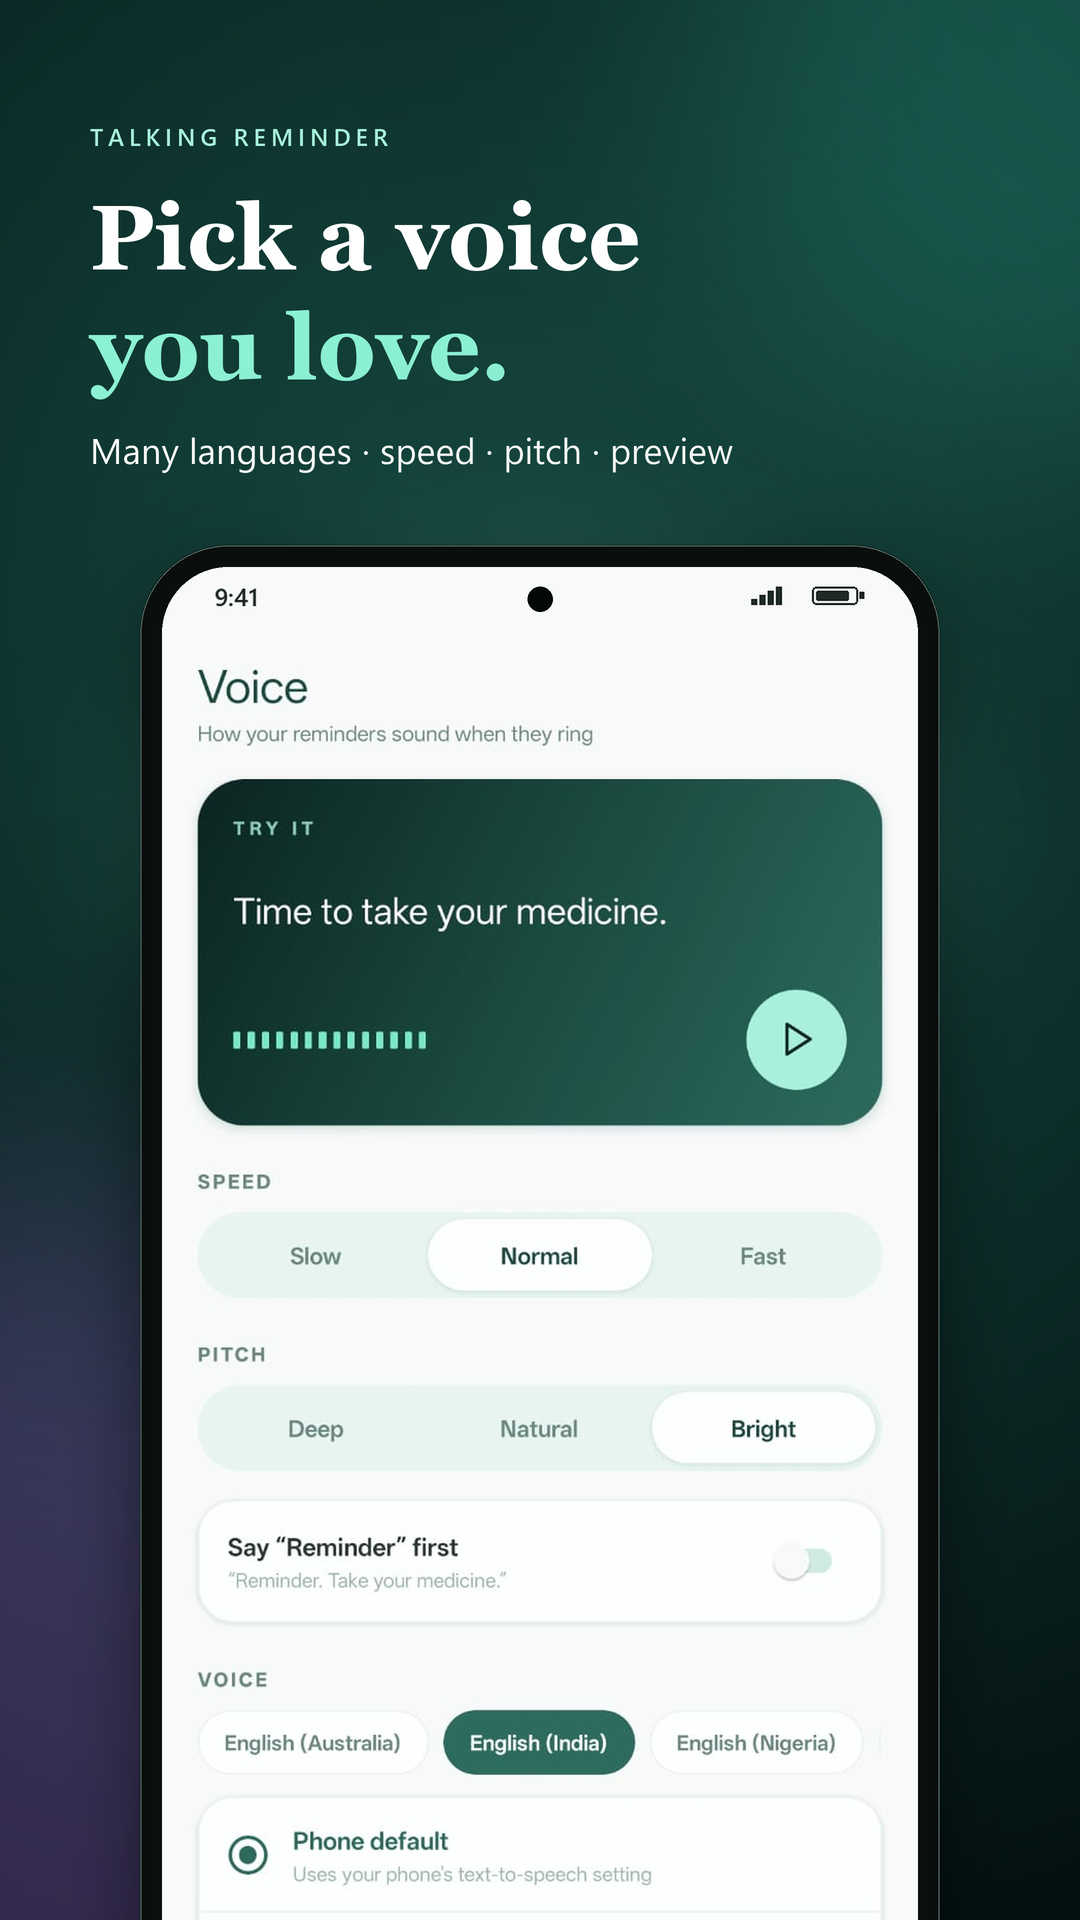 TALKING REMINDER
Pick a voice
you love.
Many languages · speed · pitch · preview
9:41
Voice
How your reminders sound when they ring
TRY IT
Time to take your medicine.
SPEED
Slow Normal Fast
PITCH
Deep Natural Bright
Say “Reminder” first
“Reminder. Take your medicine.”
VOICE
English (Australia) English (India) English (Nigeria)
Phone default
Uses your phone's text-to-speech setting